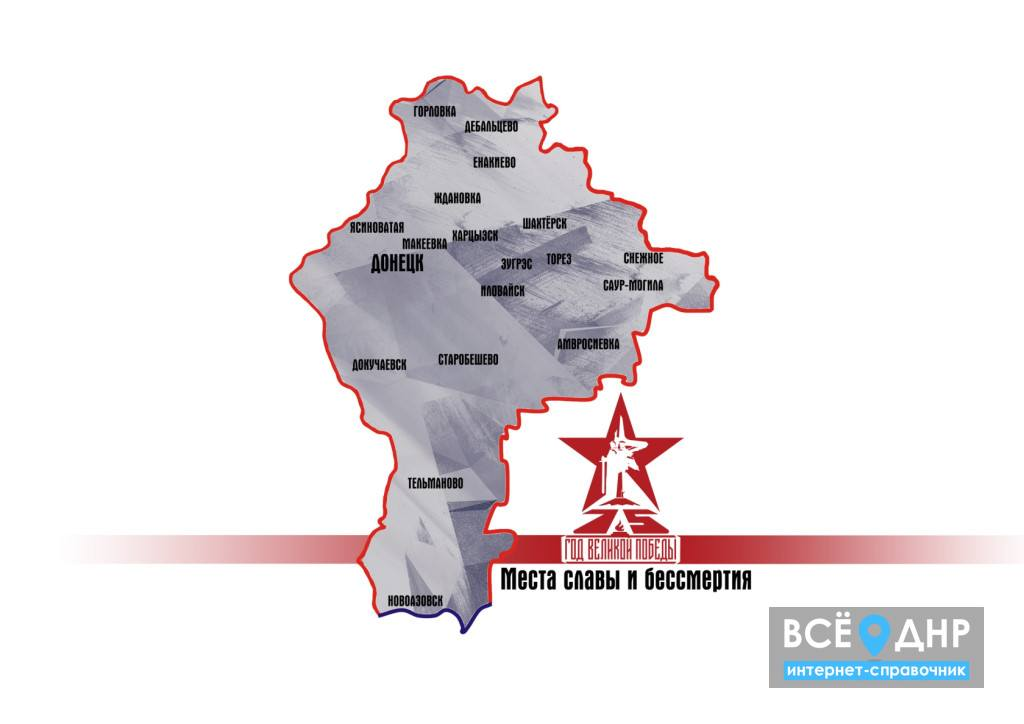 ГОРЛОВКА
ДЕБАЛЬЦЕВО
ЕНАКИЕВО
ЖДАНОВКА
ЯСИНОВАТАЯ
МАКЕЕВКА
ХАРЦЫЗСК
ШАХТЁРСК
ДОНЕЦК
ЗУГРЭС
ТОРЕЗ
СНЕЖНОЕ
ИЛОВАЙСК
САУР-МОГИЛА
АМВРОСИЕВКА
ДОКУЧАЕВСК
СТАРОБЕШЕВО
ТЕЛЬМАНОВО
НОВОАЗОВСК
75
ГОД ВЕЛИКОЙ ПОБЕДЫ
Места славы и бессмертия
ВСЁ ДНР
интернет-справочник